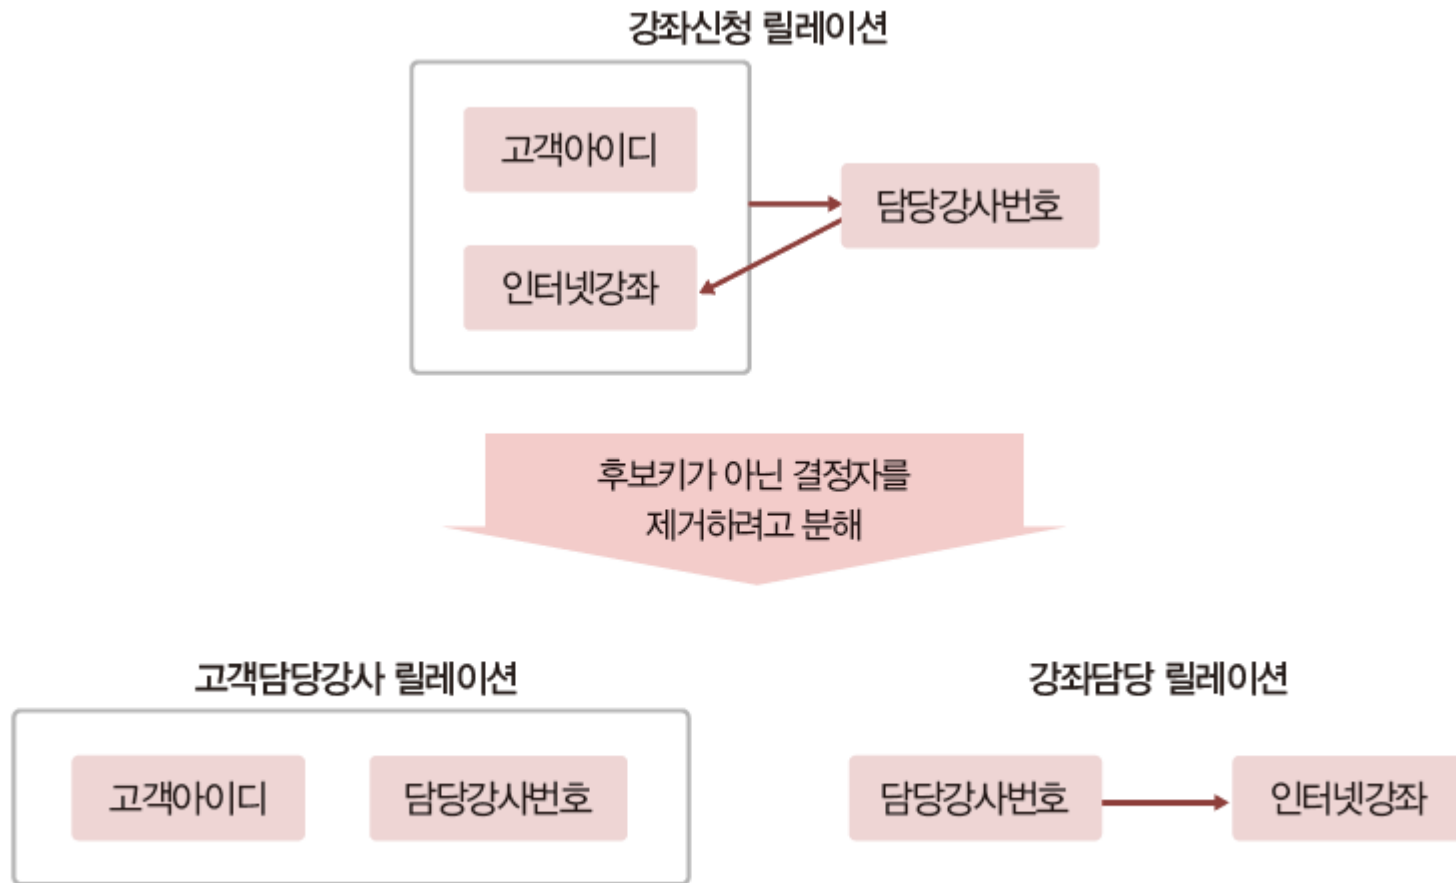 강좌신청 릴레이션
고객아이디
담당강사번호
인터넷강좌
후보키가 아닌 결정자를
제거하려고 분해
고객담당강사 릴레이션
강좌담당 릴레이션
고객아이디
담당강사번호
담당강사번호
인터넷강좌